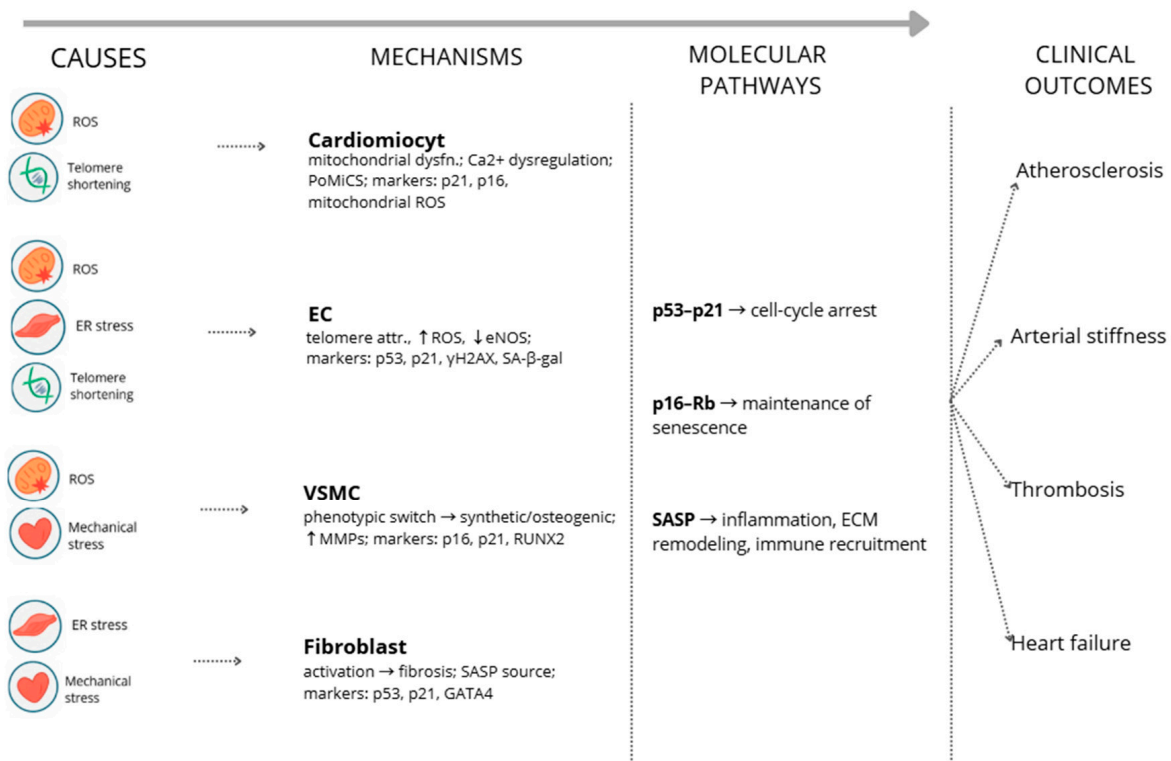 CAUSES
MECHANISMS
MOLECULAR
PATHWAYS
CLINICAL
OUTCOMES
ROS
Telomere
shortening
Cardiomiocyt
mitochondrial dysfn.; Ca2+ dysregulation;
PoMiCS; markers: p21, p16,
mitochondrial ROS
ROS
ER stress
Telomere
shortening
EC
telomere attr., ↑ROS, ↓eNOS;
markers: p53, p21, γH2AX, SA-β-gal
ROS
Mechanical
stress
VSMC
phenotypic switch → synthetic/osteogenic;
↑MMPs; markers: p16, p21, RUNX2
ER stress
Mechanical
stress
Fibroblast
activation → fibrosis; SASP source;
markers: p53, p21, GATA4
p53–p21 → cell-cycle arrest
p16–Rb → maintenance of
senescence
SASP → inflammation, ECM
remodeling, immune recruitment
Atherosclerosis
Arterial stiffness
Thrombosis
Heart failure